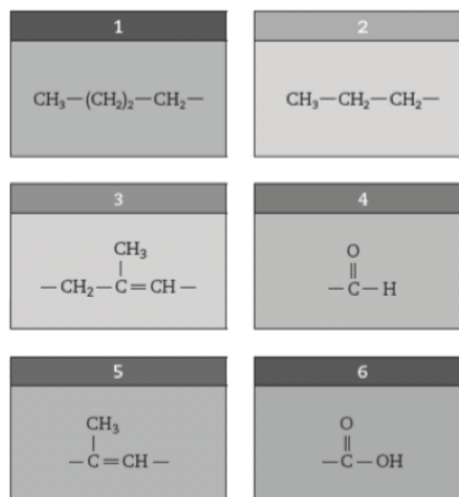 1
CH₃—(CH₂)₂—CH₂—
2
CH₃—CH₂—CH₂—
3
CH₃
|
—CH₂—C=CH—
4
O
||
—C—H
5
CH₃
|
—C=CH—
6
O
||
—C—OH